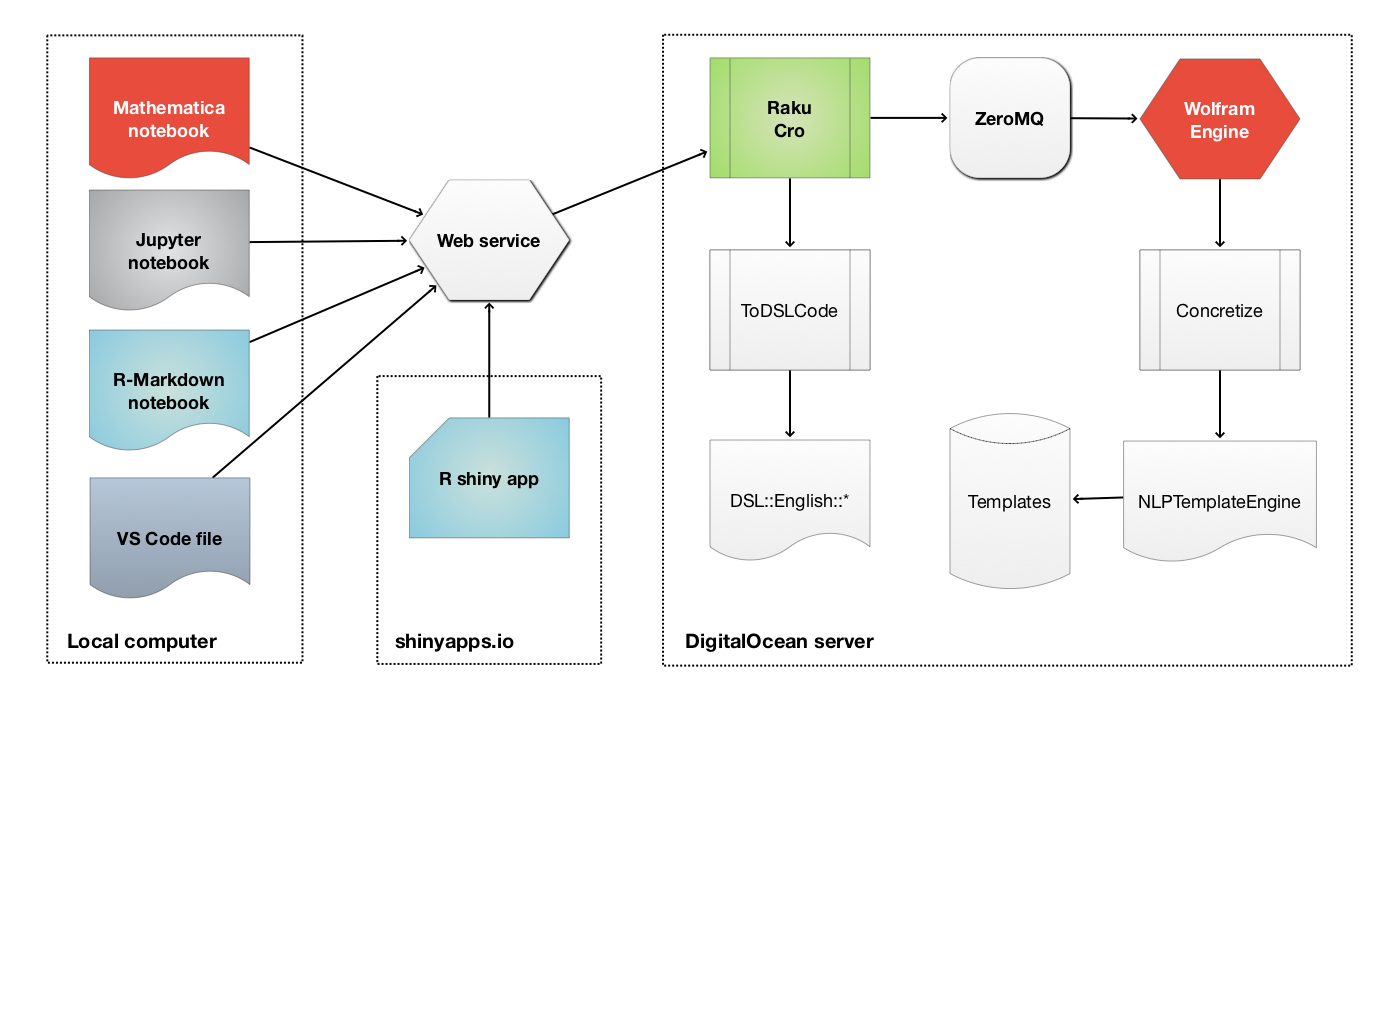 Mathematica
notebook
Jupyter
notebook
R-Markdown
notebook
VS Code file
Local computer
Web service
R shiny app
shinyapps.io
Raku
Cro
ZeroMQ
Wolfram
Engine
ToDSLCode
Concretize
DSL::English::*
Templates
NLPTemplateEngine
DigitalOcean server